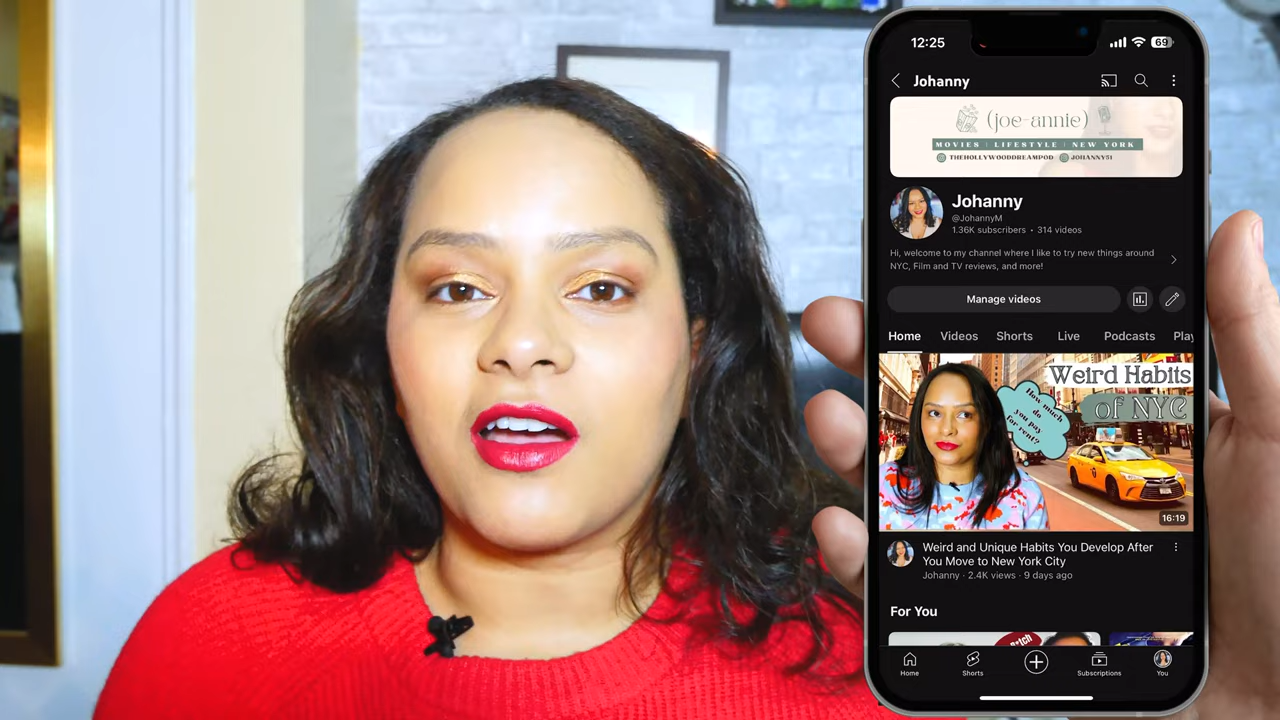 12:25
69
Johanny
(joe-annie)
MOVIES | LIFESTYLE | NEW YORK
THEHOLLYWOODDREAMPOD JOHANNY51
Johanny
@JohannyM
1.36K subscribers • 314 videos
Hi, welcome to my channel where I like to try new things around
NYC, Film and TV reviews, and more!
Manage videos
Home Videos Shorts Live Podcasts Play
Weird Habits
of NYC
How much
do
you pay
for rent?
16:19
Weird and Unique Habits You Develop After
You Move to New York City
Johanny · 2.4K views · 9 days ago
For You
B*tch
Home Shorts Subscriptions You